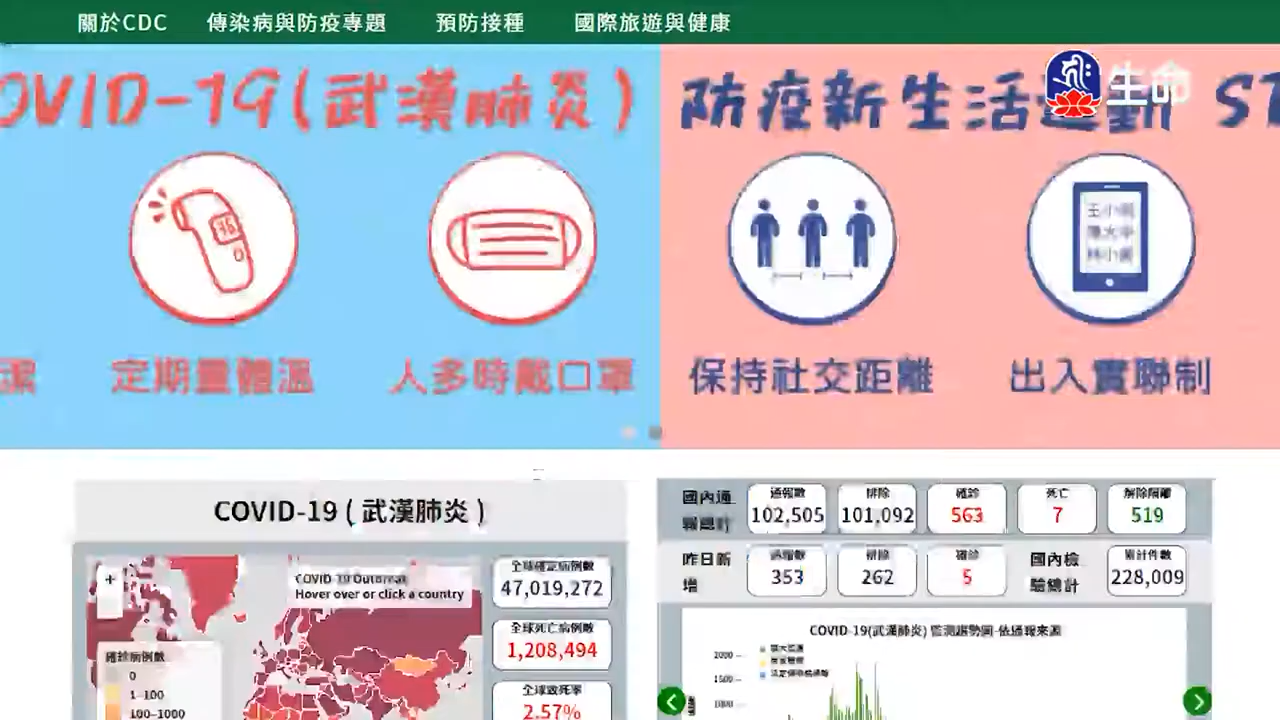 關於CDC 傳染病與防疫專題 預防接種 國際旅遊與健康
生命
OVID-19(武漢肺炎) 防疫新生活運動 ST
潔 定期量體溫 人多時戴口罩 保持社交距離 出入實聯制
COVID-19 ( 武漢肺炎 )
國內通報總計
通報數 排除 確診 死亡 解除隔離
102,505 101,092 563 7 519
昨日新增
通報數 排除 確診
353 262 5
國內檢驗總計
累計件數
228,009
+
COVID-19 Outbreak
Hover over or click a country
全球確定病例數
47,019,272
全球死亡病例數
1,208,494
全球致死率
2.57%
確診病例數
0
1–100
100–1000
COVID-19(武漢肺炎) 監測趨勢圖-依通報來源
2000
1500
1000